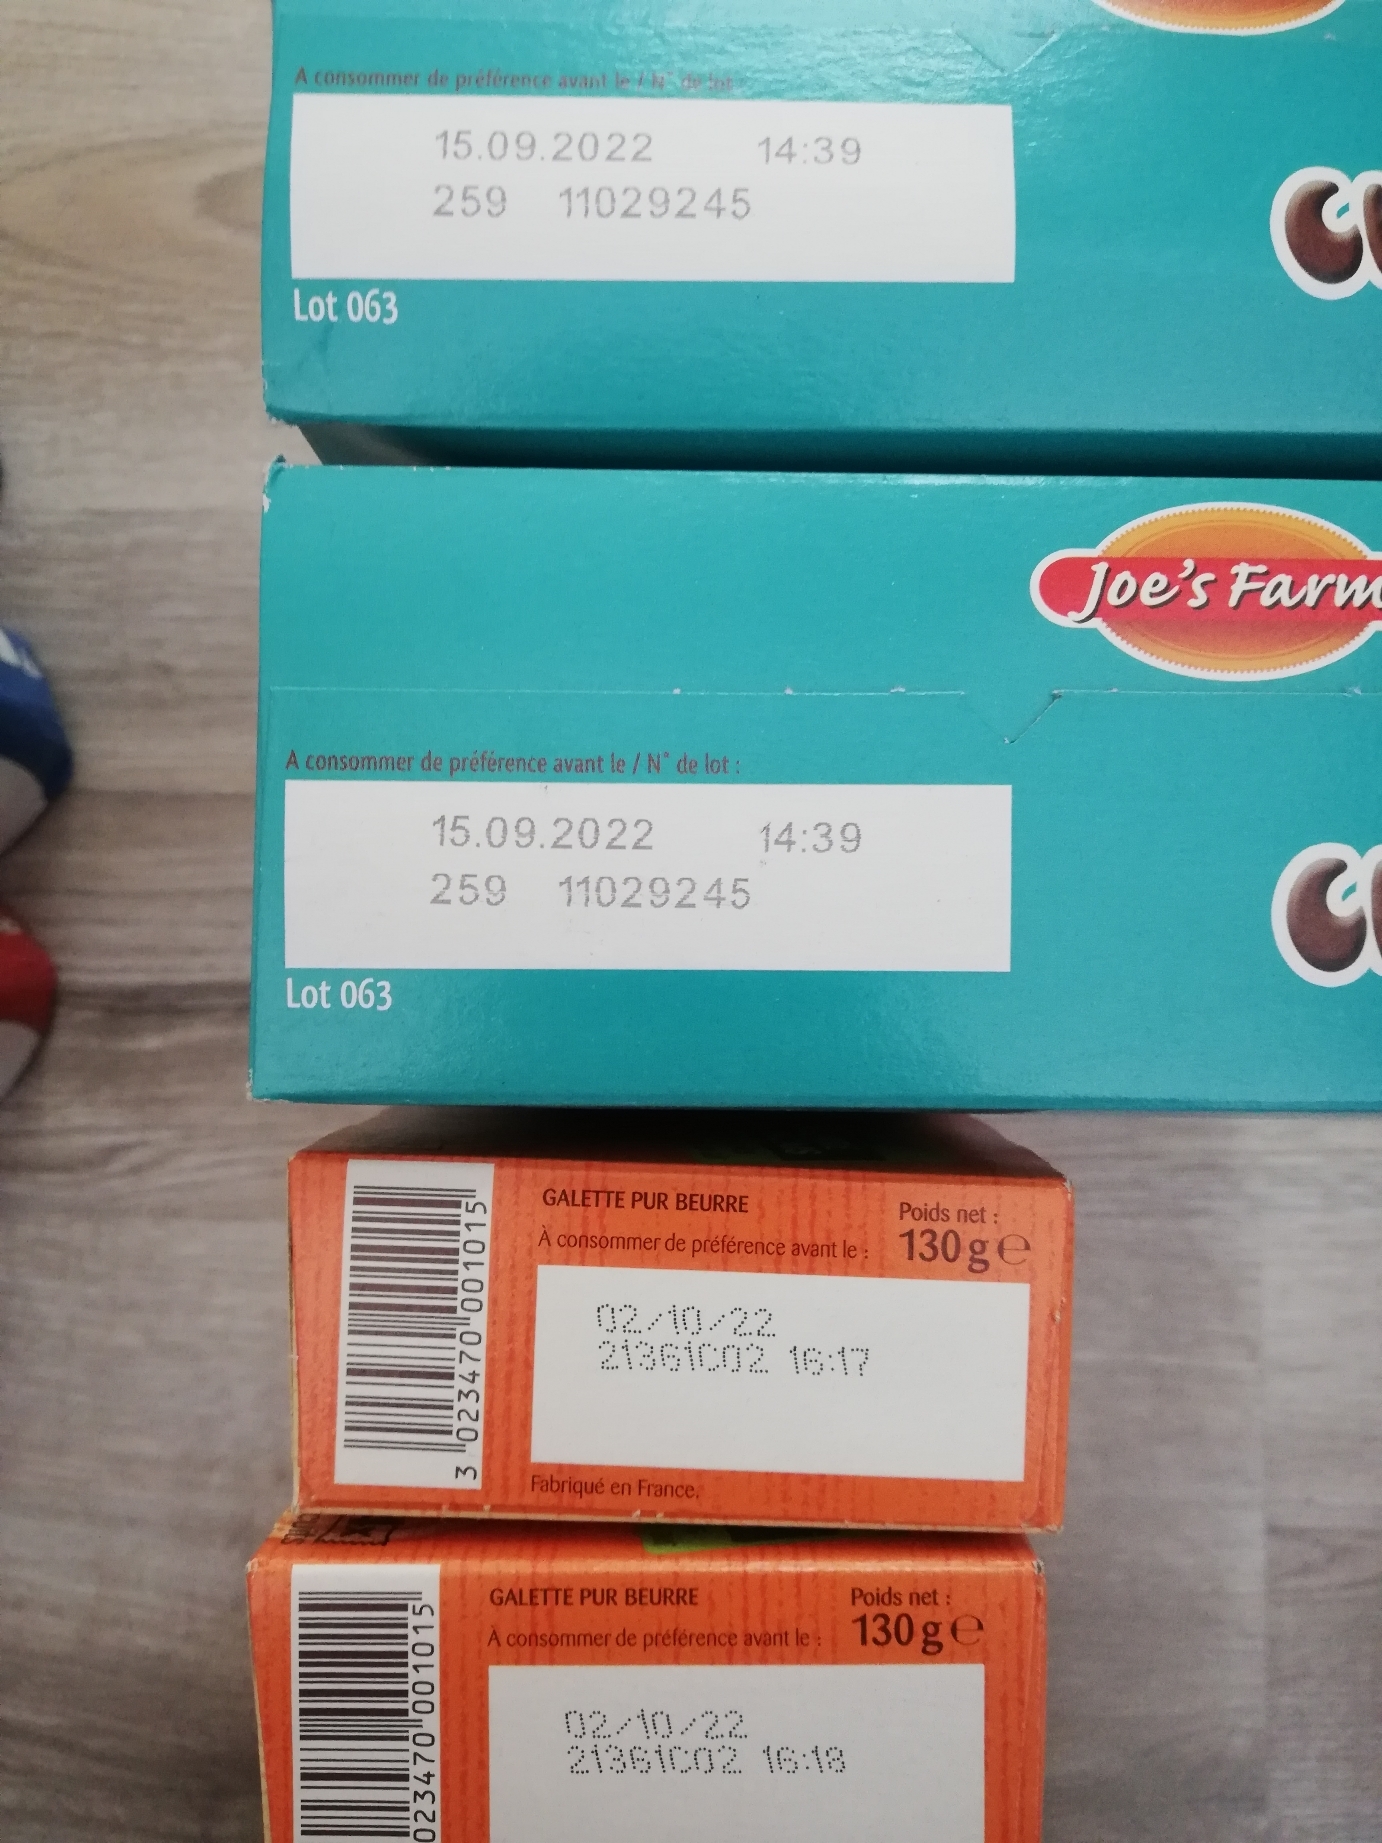 A consommer de préférence avant le / N° de lot :
15.09.2022 14:39
259 11029245
Lot 063
Joe's Farm
A consommer de préférence avant le / N° de lot :
15.09.2022 14:39
259 11029245
Lot 063
GALETTE PUR BEURRE
Poids net :
À consommer de préférence avant le :
130 g e
02/10/22
21361C02 16:17
3 023470 001015
Fabriqué en France.
GALETTE PUR BEURRE
Poids net :
À consommer de préférence avant le :
130 g e
02/10/22
21361C02 16:18
023470 001015